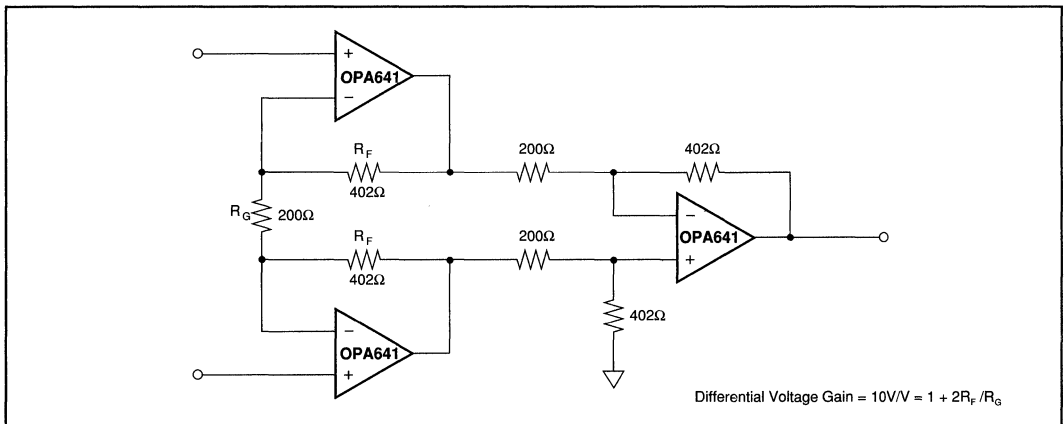 +
OPA641
−
R_F
402Ω
200Ω
402Ω
R_G
200Ω
R_F
402Ω
200Ω
−
OPA641
+
402Ω
−
OPA641
+
Differential Voltage Gain = 10V/V = 1 + 2R_F /R_G